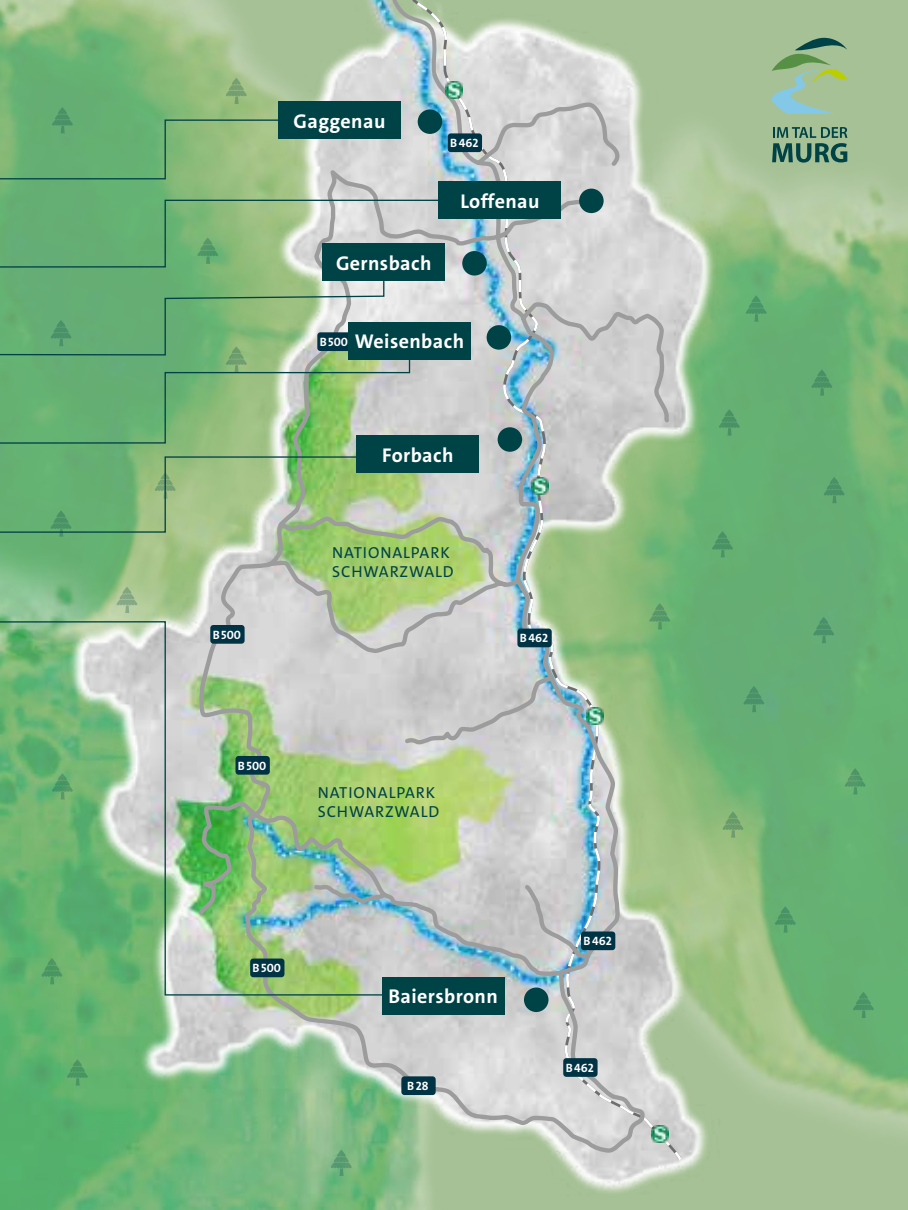 S
IM TAL DER
MURG
Gaggenau
B462
Loffenau
Gernsbach
B500
Weisenbach
Forbach
S
NATIONALPARK
SCHWARZWALD
B500
B462
S
B500
NATIONALPARK
SCHWARZWALD
B462
B500
Baiersbronn
B462
B28
S